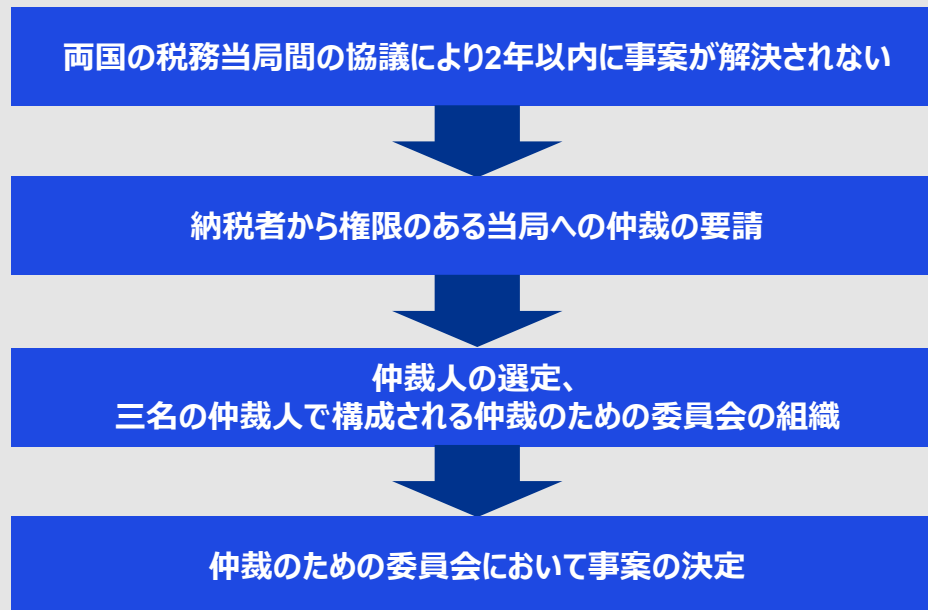 両国の税務当局間の協議により2年以内に事案が解決されない
納税者から権限のある当局への仲裁の要請
仲裁人の選定、
三名の仲裁人で構成される仲裁のための委員会の組織
仲裁のための委員会において事案の決定